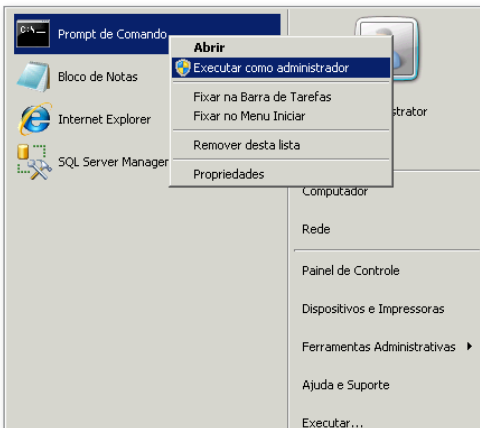 C:\
Prompt de Comando
Abrir
Executar como administrador
Bloco de Notas
Fixar na Barra de Tarefas
Fixar no Menu Iniciar
strator
Internet Explorer
Remover desta lista
SQL Server Manager
Propriedades
Computador
Rede
Painel de Controle
Dispositivos e Impressoras
Ferramentas Administrativas
Ajuda e Suporte
Executar...